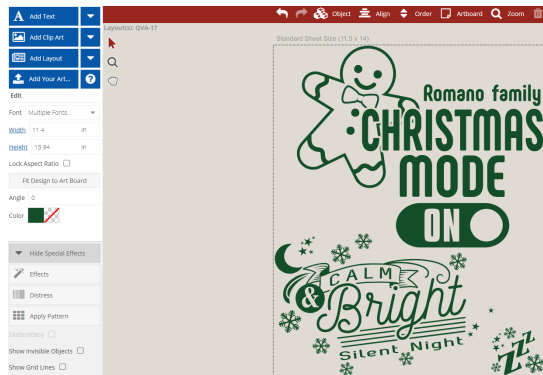 Add Text
Add Clip Art
Add Layout
Add Your Art...
?
Edit
Font Multiple Fonts...
Width 11.4 in
Height 13.94 in
Lock Aspect Ratio
Fit Design to Art Board
Angle 0
Color
Hide Special Effects
Effects
Distress
Apply Pattern
Embroidery
Show Invisible Objects
Show Grid Lines
Object Align Order Artboard Zoom
Layout(s): QVA-17
Standard Sheet Size (11.5 x 14)
Romano family
CHRISTMAS
MODE
ON
CALM
& Bright
Silent Night
ZZZ